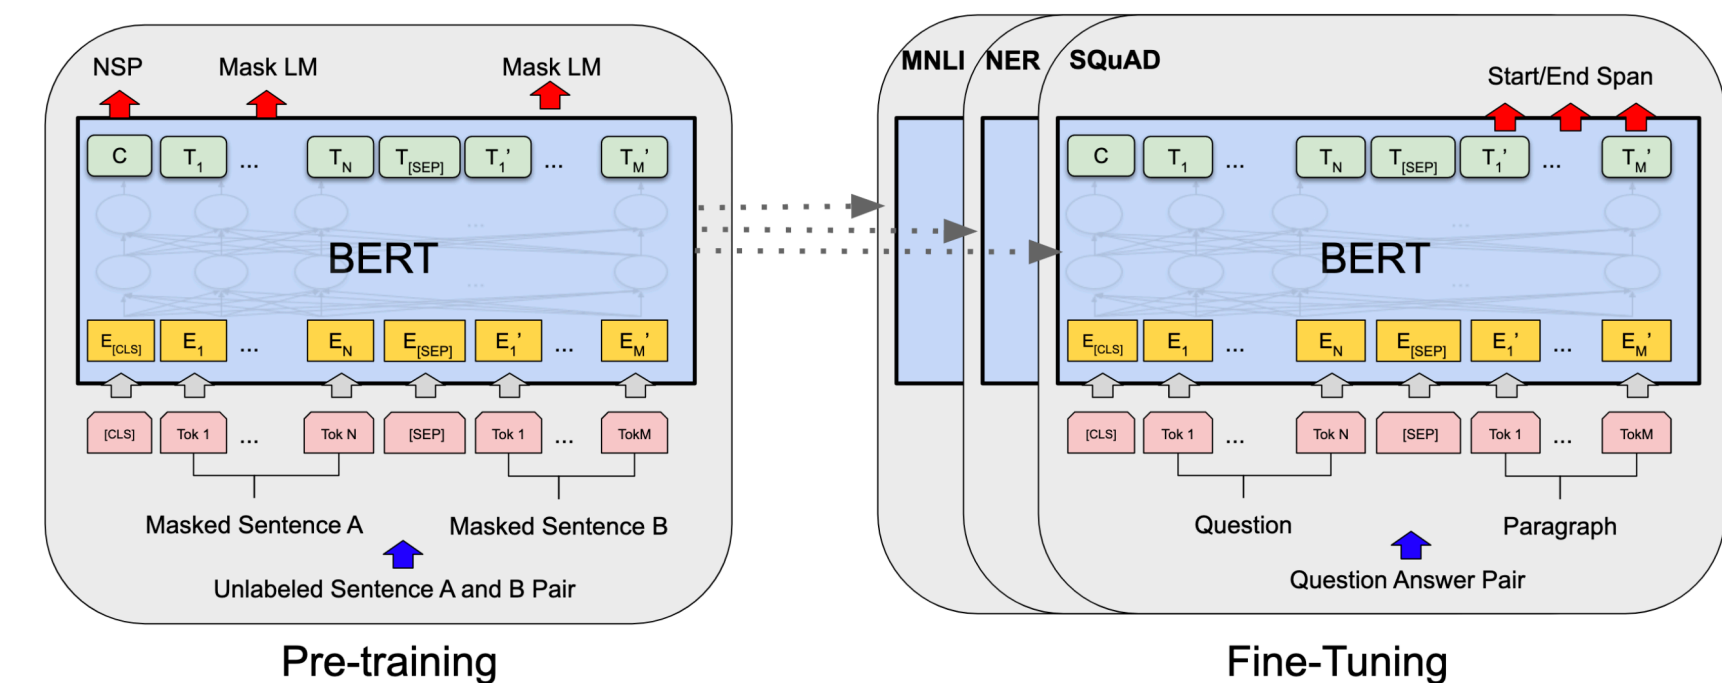 NSP Mask LM Mask LM
C T1 ... TN T[SEP] T1' ... TM'
...
BERT
...
E[CLS] E1 ... EN E[SEP] E1' ... EM'
[CLS] Tok 1 ... Tok N [SEP] Tok 1 ... TokM
Masked Sentence A Masked Sentence B
Unlabeled Sentence A and B Pair
Pre-training
MNLI NER SQuAD
Start/End Span
C T1 ... TN T[SEP] T1' ... TM'
...
BERT
...
E[CLS] E1 ... EN E[SEP] E1' ... EM'
[CLS] Tok 1 ... Tok N [SEP] Tok 1 ... TokM
Question Paragraph
Question Answer Pair
Fine-Tuning